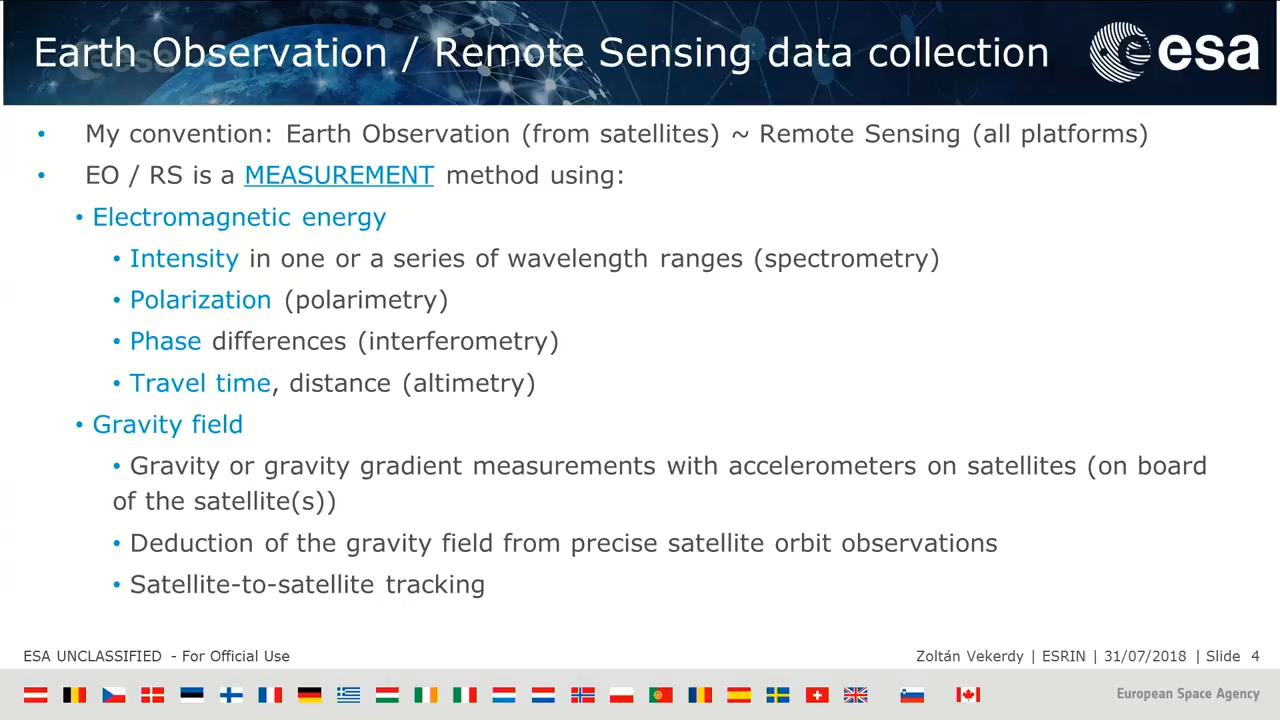 Earth Observation / Remote Sensing data collection
esa
• My convention: Earth Observation (from satellites) ~ Remote Sensing (all platforms)
• EO / RS is a MEASUREMENT method using:
• Electromagnetic energy
• Intensity in one or a series of wavelength ranges (spectrometry)
• Polarization (polarimetry)
• Phase differences (interferometry)
• Travel time, distance (altimetry)
• Gravity field
• Gravity or gravity gradient measurements with accelerometers on satellites (on board
of the satellite(s))
• Deduction of the gravity field from precise satellite orbit observations
• Satellite-to-satellite tracking
ESA UNCLASSIFIED - For Official Use
Zoltán Vekerdy | ESRIN | 31/07/2018 | Slide 4
European Space Agency